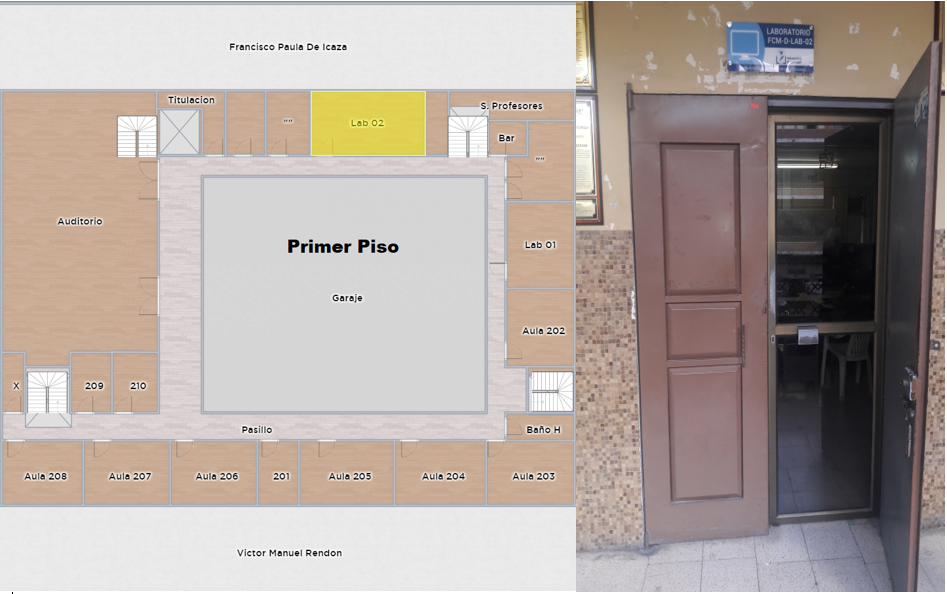 Francisco Paula De Icaza
Titulacion
""
Lab 02
S. Profesores
Bar
""
Auditorio
Primer Piso
Lab 01
Garaje
Aula 202
X
209
210
Pasillo
Baño H
Aula 208
Aula 207
Aula 206
201
Aula 205
Aula 204
Aula 203
Víctor Manuel Rendon
LABORATORIO
FCM-D-LAB-02